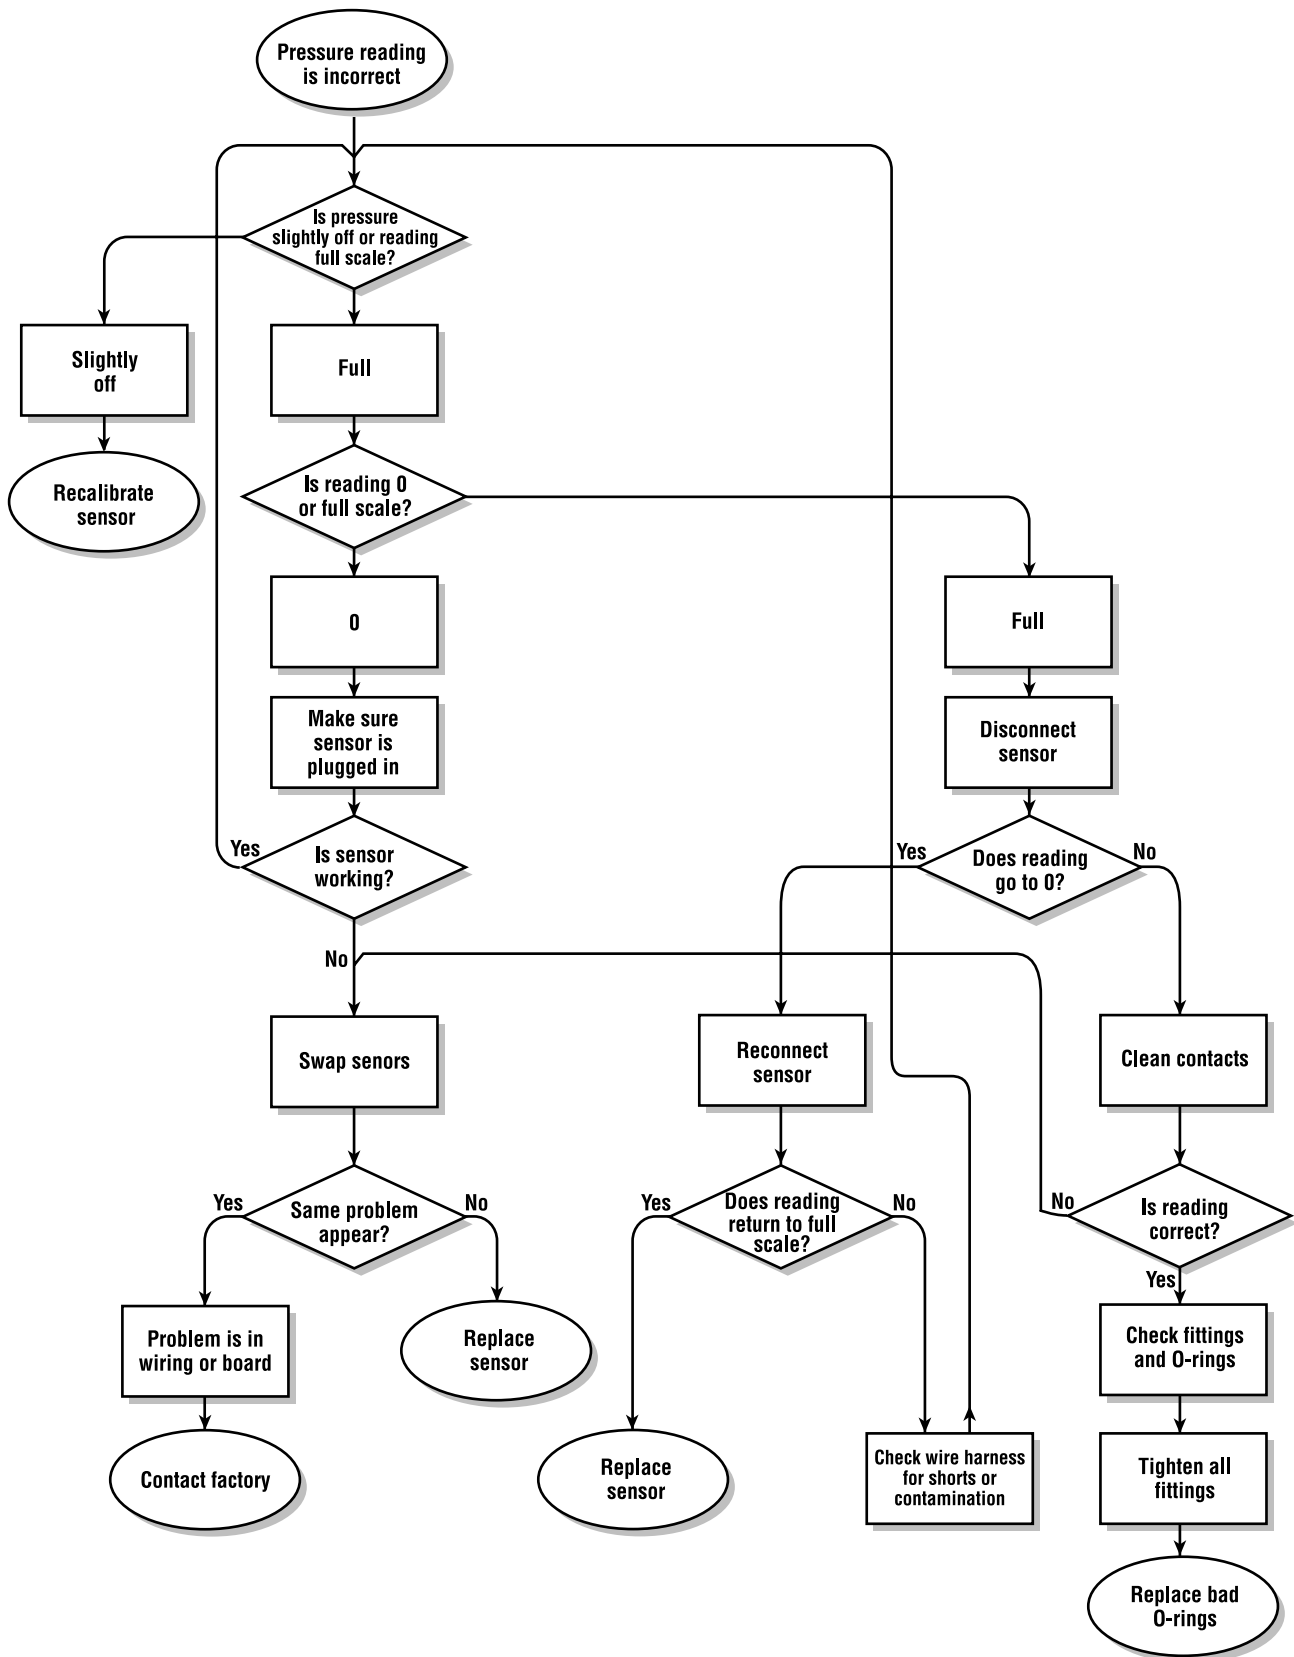 Pressure reading
is incorrect
Is pressure
slightly off or reading
full scale?
Slightly
off
Full
Recalibrate
sensor
Is reading 0
or full scale?
0
Full
Make sure
sensor is
plugged in
Disconnect
sensor
Yes
Is sensor
working?
Yes
Does reading
go to 0?
No
No
Swap senors
Reconnect
sensor
Clean contacts
Yes
Same problem
appear?
No
Yes
Does reading
return to full
scale?
No
No
Is reading
correct?
Yes
Problem is in
wiring or board
Replace
sensor
Check fittings
and O-rings
Contact factory
Replace
sensor
Check wire harness
for shorts or
contamination
Tighten all
fittings
Replace bad
O-rings